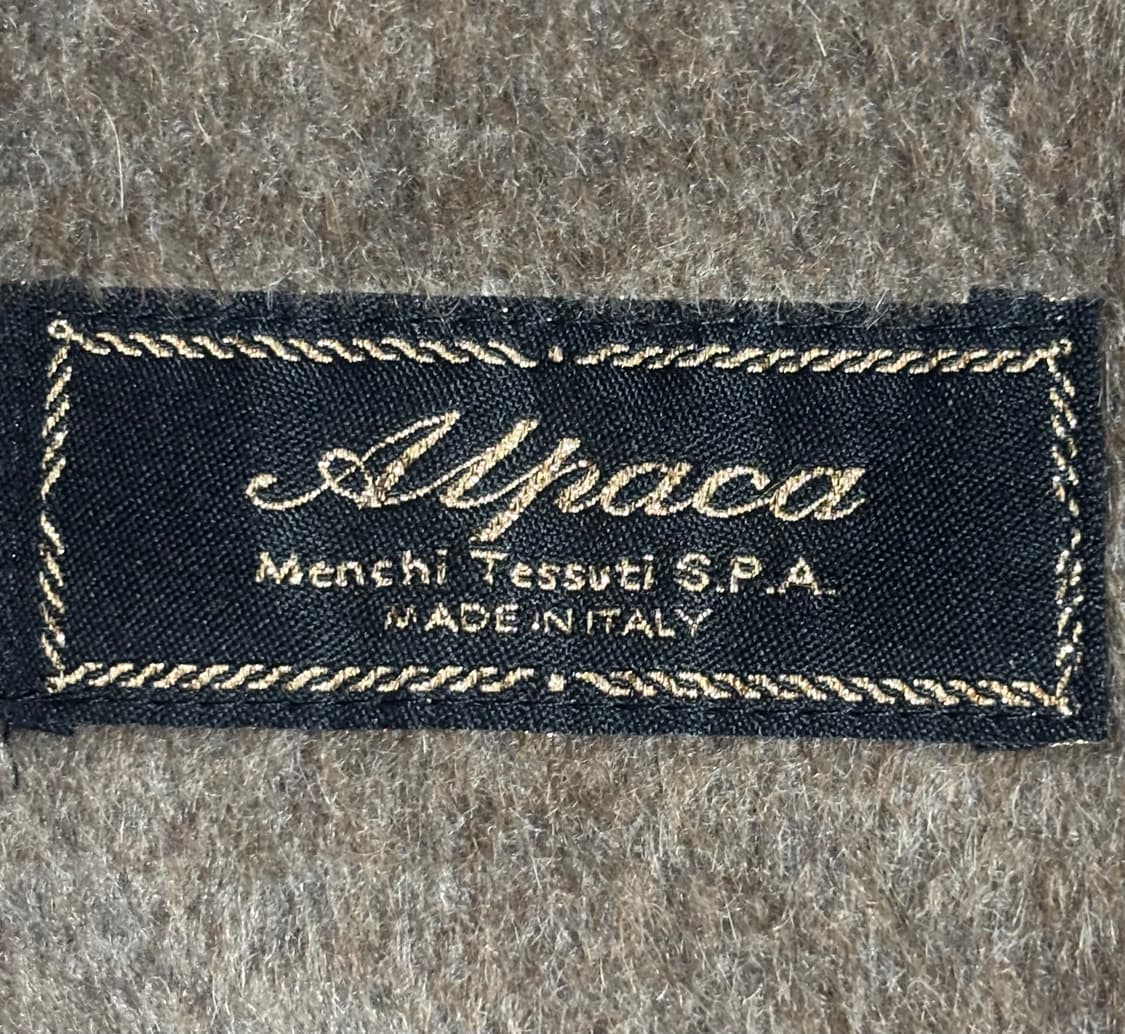 Alpaca
Menchi Tessuti S.P.A.
MADE IN ITALY